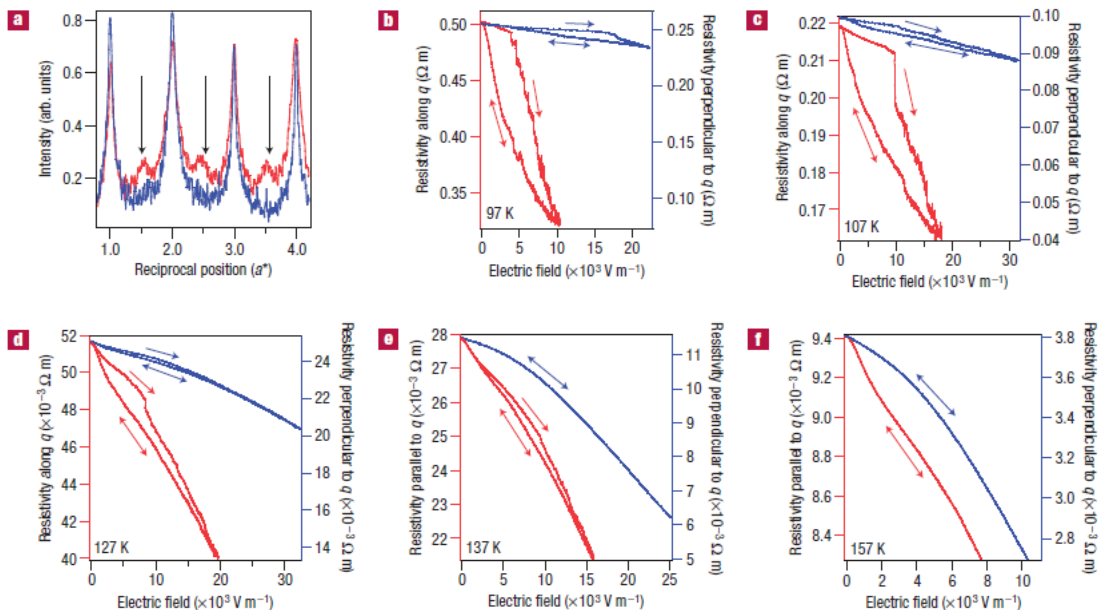 a
Intensity (arb. units)
0.8
0.6
0.4
0.2
1.0 2.0 3.0 4.0
Reciprocal position (a*)
b
Resistivity along q (Ω m)
0.50
0.45
0.40
0.35
97 K
0 10 20
Electric field (×10³ V m⁻¹)
0.25
0.20
0.15
0.10
Resistivity perpendicular to q (Ω m)
c
Resistivity along q (Ω m)
0.22
0.21
0.20
0.19
0.18
0.17
107 K
0 10 20 30
Electric field (×10³ V m⁻¹)
0.10
0.09
0.08
0.07
0.06
0.05
0.04
Resistivity perpendicular to q (Ω m)
d
Resistivity along q (×10⁻³ Ω m)
52
50
48
46
44
42
40
127 K
0 10 20 30
Electric field (×10³ V m⁻¹)
24
22
20
18
16
14
Resistivity perpendicular to q (×10⁻³ Ω m)
e
Resistivity parallel to q (×10⁻³ Ω m)
28
27
26
25
24
23
22
137 K
0 5 10 15 20 25
Electric field (×10³ V m⁻¹)
11
10
9
8
7
6
5
Resistivity perpendicular to q (×10⁻³ Ω m)
f
Resistivity parallel to q (×10⁻³ Ω m)
9.4
9.2
9.0
8.8
8.6
8.4
157 K
0 2 4 6 8 10
Electric field (×10³ V m⁻¹)
3.8
3.6
3.4
3.2
3.0
2.8
Resistivity perpendicular to q (×10⁻³ Ω m)